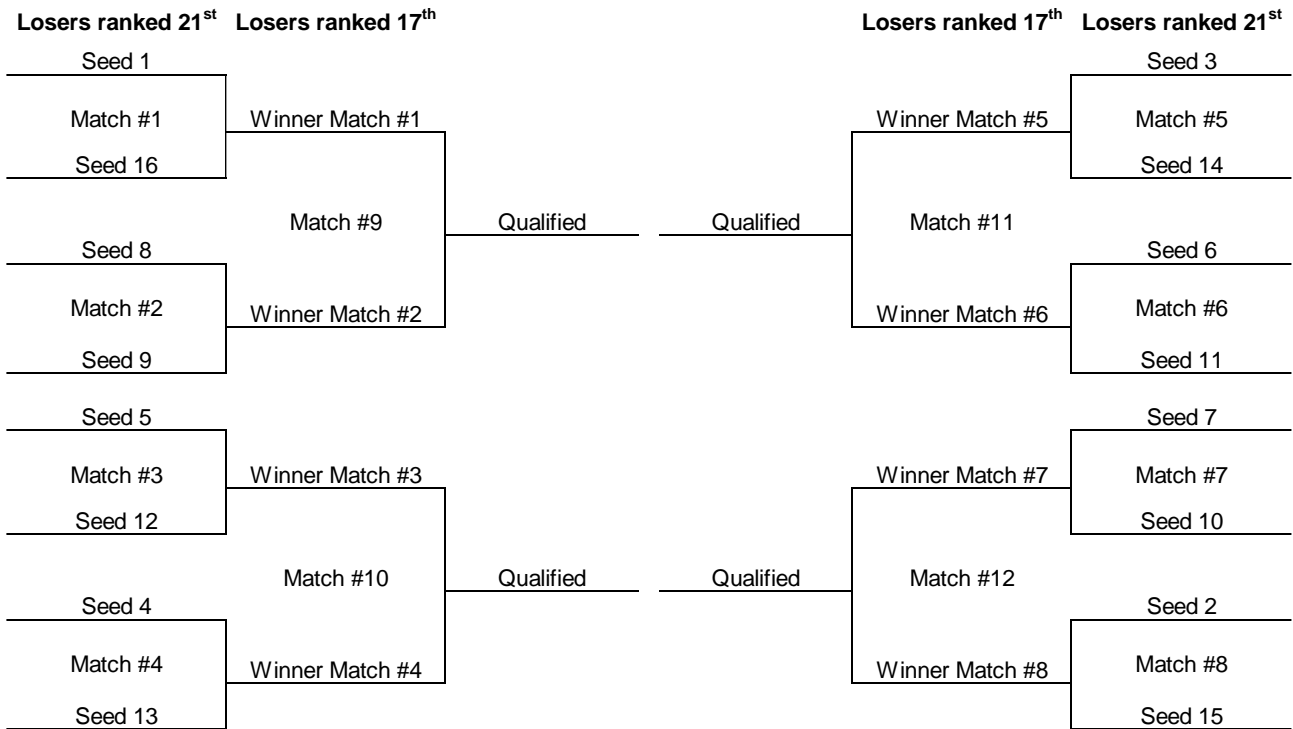 Losers ranked 21st Losers ranked 17th Losers ranked 17th Losers ranked 21st
Seed 1 Seed 3
Match #1 Winner Match #1 Winner Match #5 Match #5
Seed 16 Seed 14
Match #9 Qualified Qualified Match #11
Seed 8 Seed 6
Match #2 Winner Match #2 Winner Match #6 Match #6
Seed 9 Seed 11
Seed 5 Seed 7
Match #3 Winner Match #3 Winner Match #7 Match #7
Seed 12 Seed 10
Match #10 Qualified Qualified Match #12
Seed 4 Seed 2
Match #4 Winner Match #4 Winner Match #8 Match #8
Seed 13 Seed 15